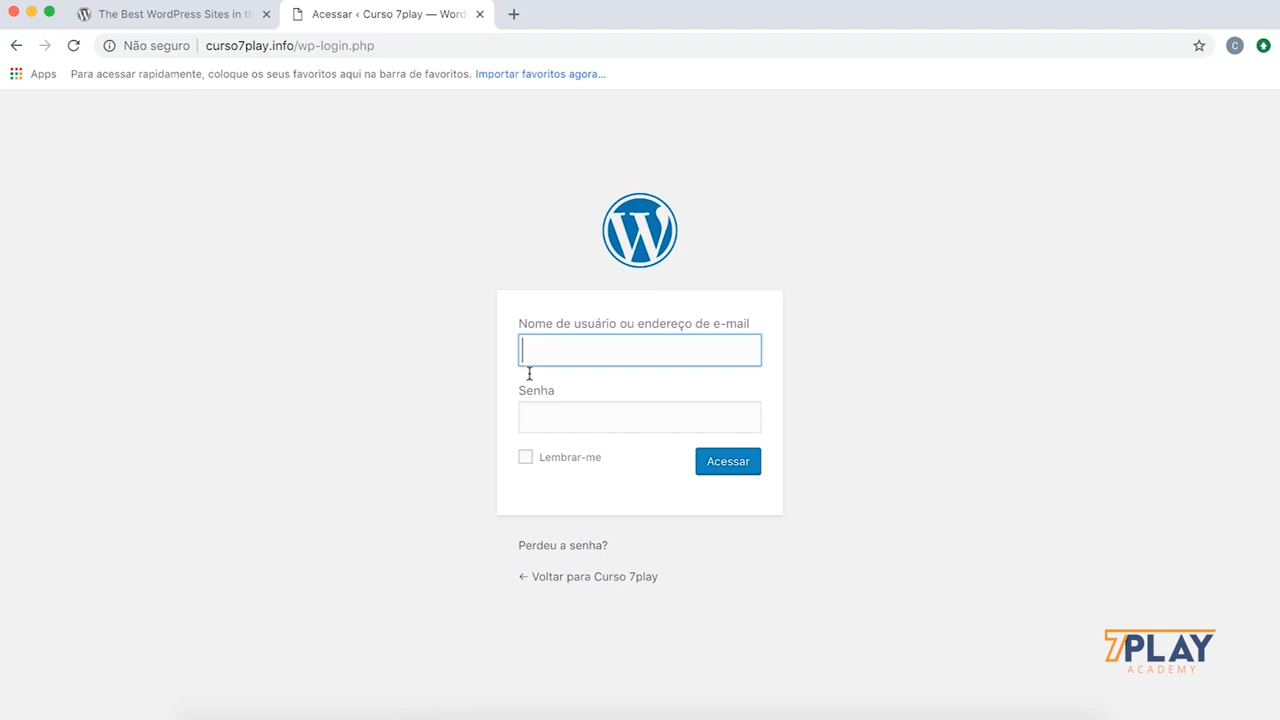 The Best WordPress Sites in th
Acessar ‹ Curso 7play — Word
Não seguro
curso7play.info/wp-login.php
C
Apps
Para acessar rapidamente, coloque os seus favoritos aqui na barra de favoritos. Importar favoritos agora...
W
Nome de usuário ou endereço de e-mail
Senha
Lembrar-me
Acessar
Perdeu a senha?
← Voltar para Curso 7play
7PLAY
ACADEMY